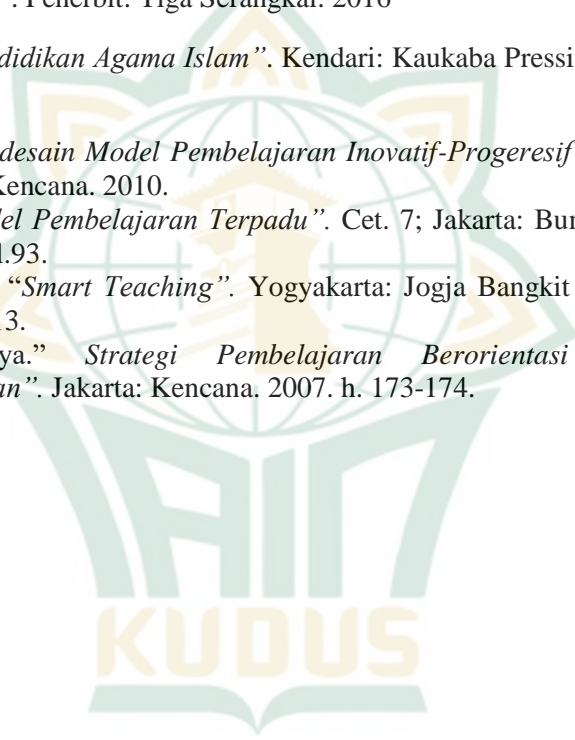 ”. Penerbit: Tiga Serangkai. 2016
didikan Agama Islam”. Kendari: Kaukaba Pressi
desain Model Pembelajaran Inovatif-Progeresif
Kencana. 2010.
el Pembelajaran Terpadu”. Cet. 7; Jakarta: Bu
l.93.
“Smart Teaching”. Yogyakarta: Jogja Bangkit
13.
ya.” Strategi Pembelajaran Berorientasi
an”. Jakarta: Kencana. 2007. h. 173-174.
IAIN
KUDUS